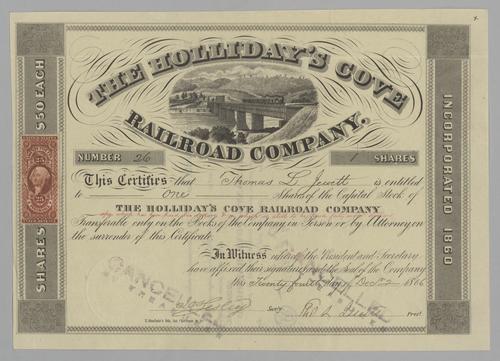 THE HOLLIDAY'S COVE
RAILROAD COMPANY.
NUMBER 26 1 SHARES
This Certifies that Thomas L Jewett is entitled
to One Shares of the Capital Stock of
THE HOLLIDAY'S COVE RAILROAD COMPANY
Transferable only on the Books of the Company in Person or by Attorney on
the surrender of this Certificate.
In Witness whereof the President and Secretary
have affixed their signatures and the Seal of the Company
this Twenty fourth day of Dec 1866
Secty Thos L Jewett Prest.
CANCELLED
SHARES $50 EACH
INCORPORATED 1860